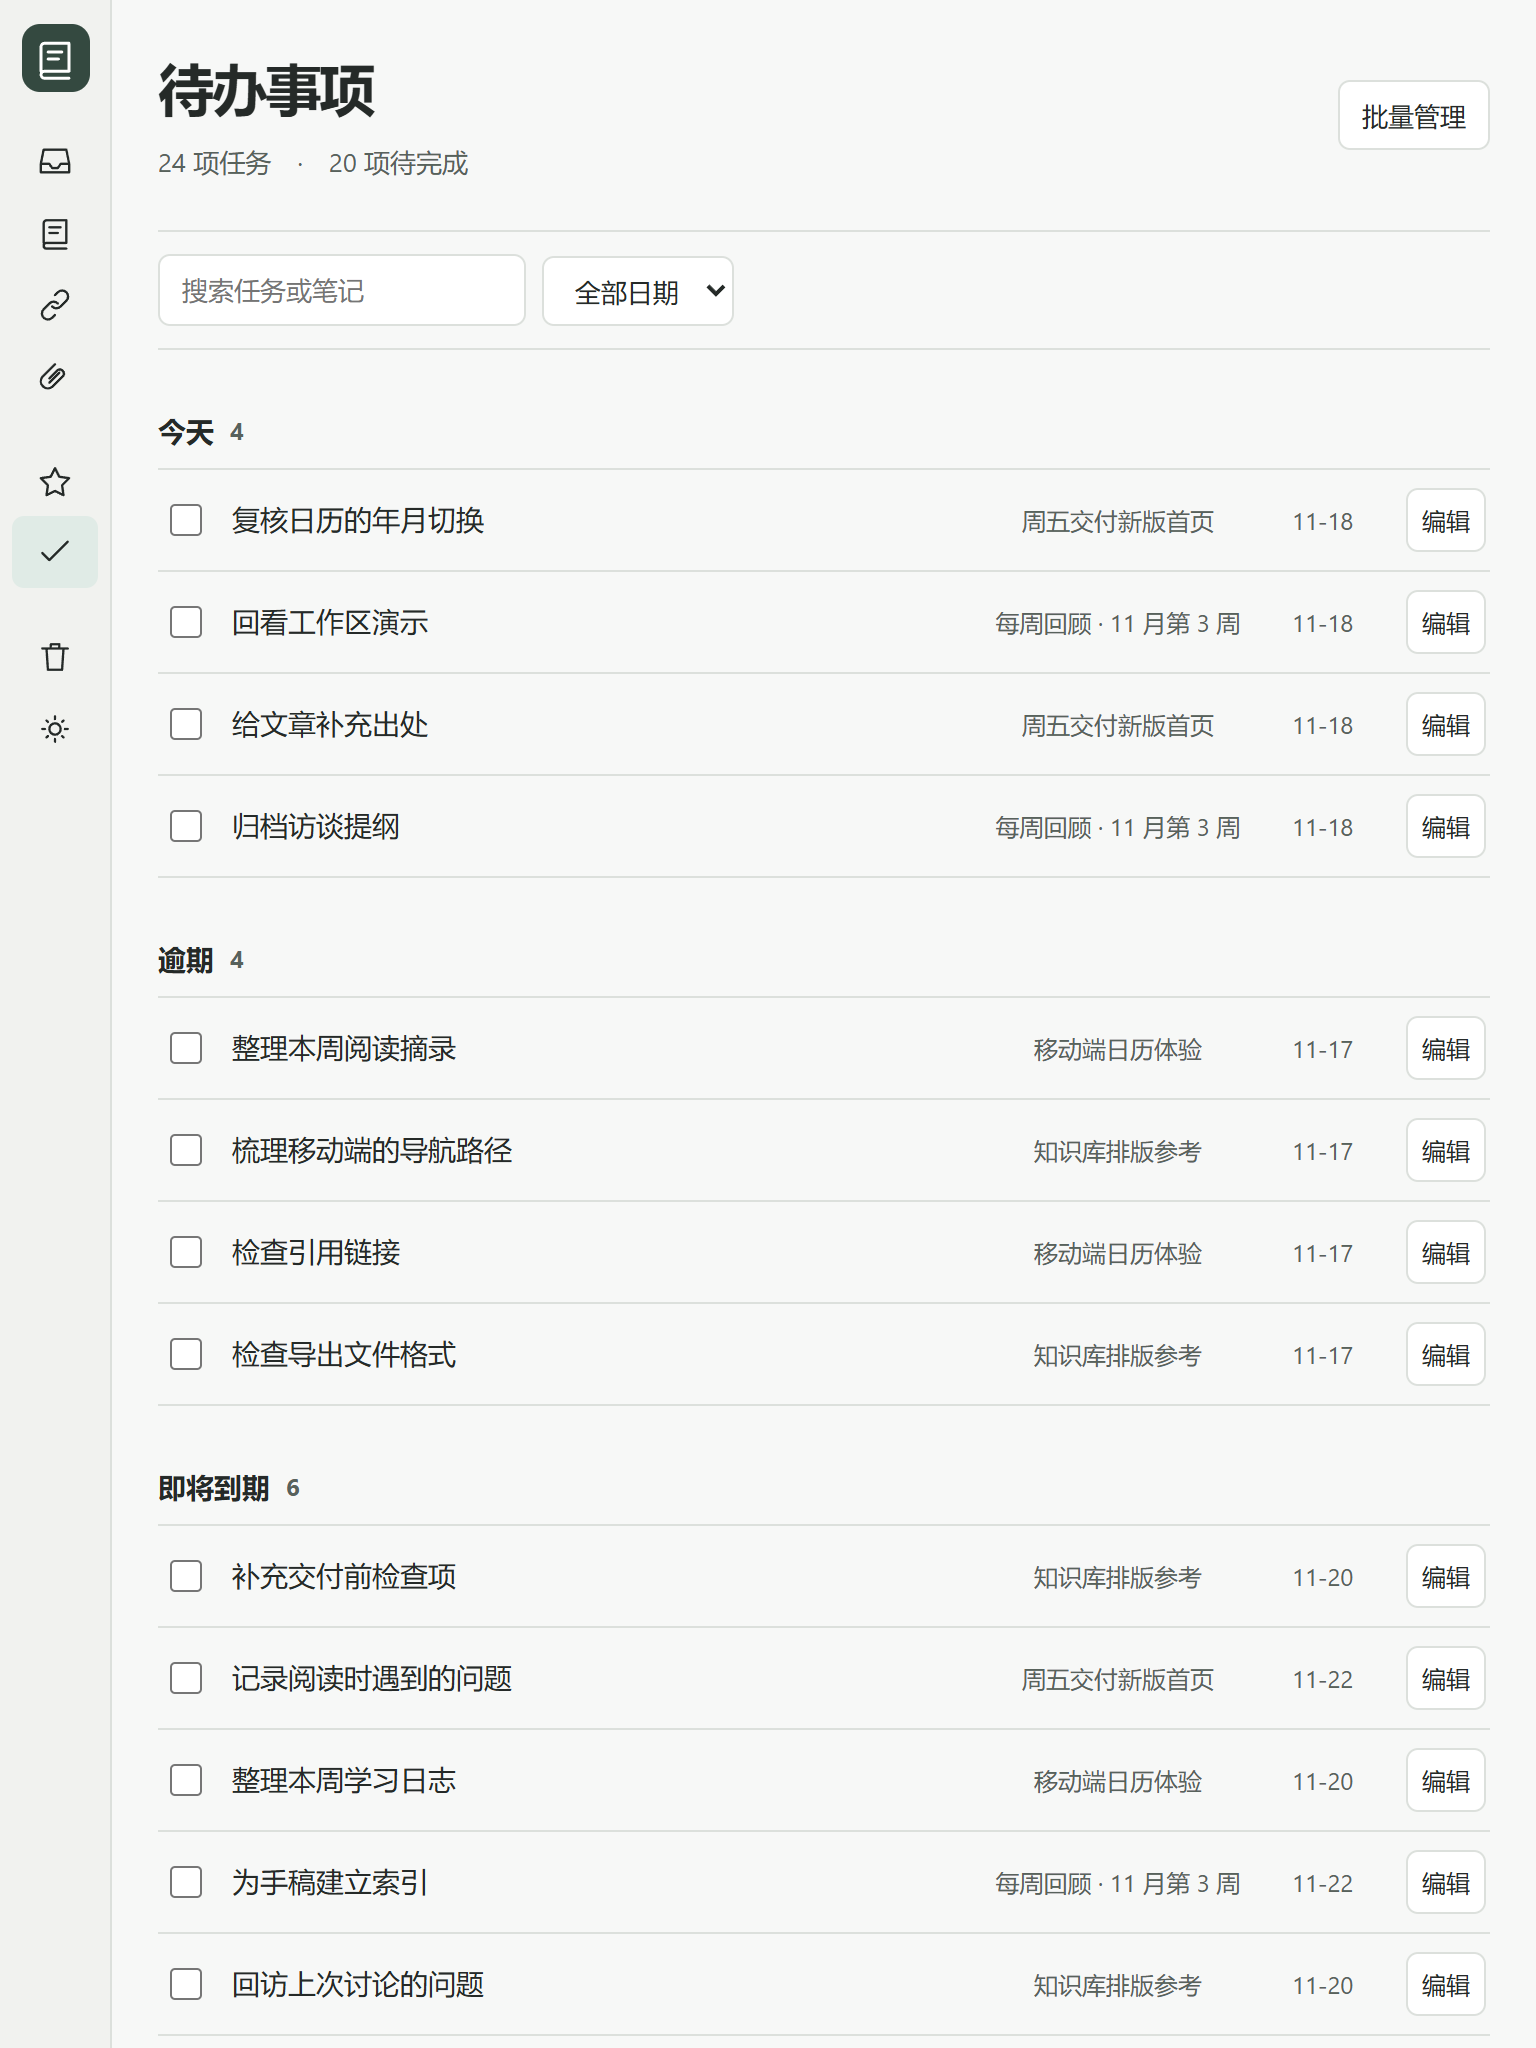 待办事项
批量管理
24 项任务 · 20 项待完成
搜索任务或笔记 全部日期
今天 4
复核日历的年月切换 周五交付新版首页 11-18 编辑
回看工作区演示 每周回顾 · 11 月第 3 周 11-18 编辑
给文章补充出处 周五交付新版首页 11-18 编辑
归档访谈提纲 每周回顾 · 11 月第 3 周 11-18 编辑
逾期 4
整理本周阅读摘录 移动端日历体验 11-17 编辑
梳理移动端的导航路径 知识库排版参考 11-17 编辑
检查引用链接 移动端日历体验 11-17 编辑
检查导出文件格式 知识库排版参考 11-17 编辑
即将到期 6
补充交付前检查项 知识库排版参考 11-20 编辑
记录阅读时遇到的问题 周五交付新版首页 11-22 编辑
整理本周学习日志 移动端日历体验 11-20 编辑
为手稿建立索引 每周回顾 · 11 月第 3 周 11-22 编辑
回访上次讨论的问题 知识库排版参考 11-20 编辑